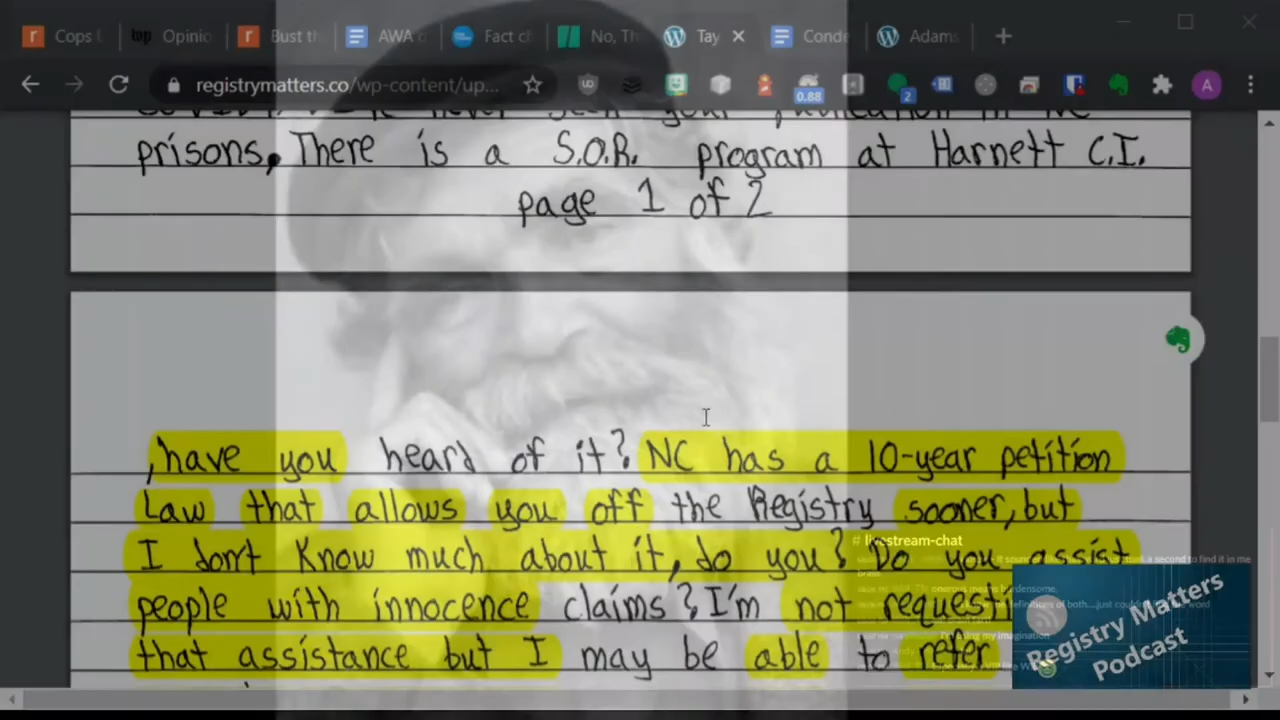 Cops
Opinio
Bust th
AWA
Fact ch
No, Th
Tay
Conde
Adams
registrymatters.co/wp-content/up...
0.88
2
A
prisons, There is a S.O.R. program at Harnett C.I.
page 1 of 2
, have you heard of it? NC has a 10-year petition
Law that allows you off the Registry sooner, but
I don't know much about it, do you? Do you assist
people with innocence claims? I'm not request
that assistance but I may be able to refer
# livestream-chat
Registry Matters
Podcast